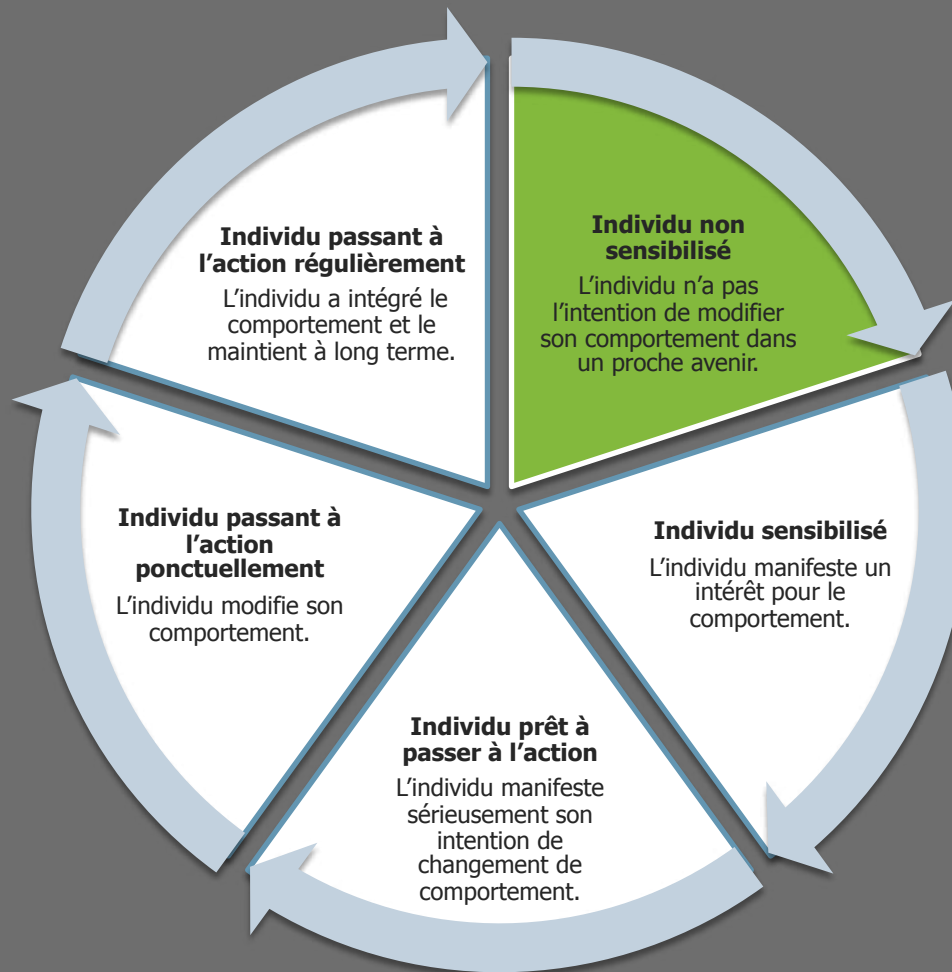 Individu non
sensibilisé
L’individu n’a pas
l’intention de modifier
son comportement dans
un proche avenir.
Individu sensibilisé
L’individu manifeste un
intérêt pour le
comportement.
Individu prêt à
passer à l’action
L’individu manifeste
sérieusement son
intention de
changement de
comportement.
Individu passant à
l’action
ponctuellement
L’individu modifie son
comportement.
Individu passant à
l’action régulièrement
L’individu a intégré le
comportement et le
maintient à long terme.